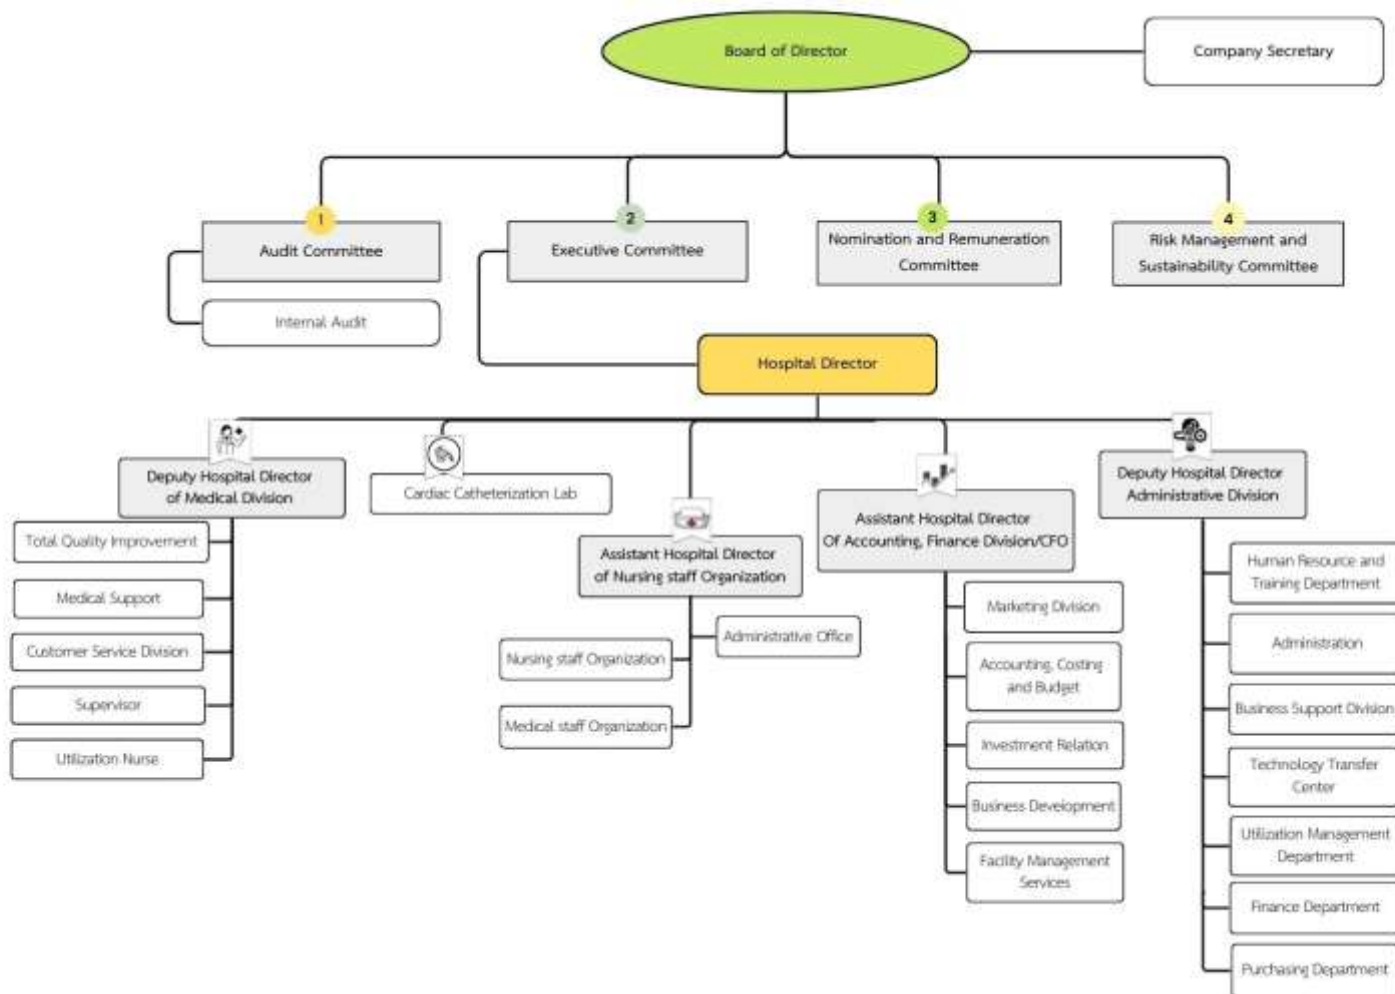 Board of Director
Company Secretary
1
Audit Committee
2
Executive Committee
3
Nomination and Remuneration
Committee
4
Risk Management and
Sustainability Committee
Internal Audit
Hospital Director
Deputy Hospital Director
of Medical Division
Total Quality Improvement
Medical Support
Customer Service Division
Supervisor
Utilization Nurse
Cardiac Catheterization Lab
Assistant Hospital Director
of Nursing staff Organization
Administrative Office
Nursing staff Organization
Medical staff Organization
Assistant Hospital Director
Of Accounting, Finance Division/CFO
Marketing Division
Accounting, Costing
and Budget
Investment Relation
Business Development
Facility Management
Services
Deputy Hospital Director
Administrative Division
Human Resource and
Training Department
Administration
Business Support Division
Technology Transfer
Center
Utilization Management
Department
Finance Department
Purchasing Department